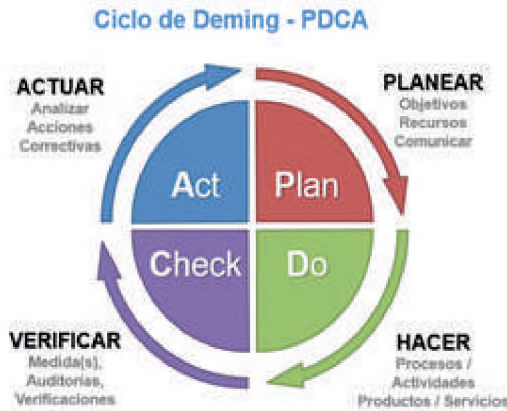 Ciclo de Deming - PDCA
ACTUAR
Analizar
Acciones
Correctivas
PLANEAR
Objetivos
Recursos
Comunicar
Act
Plan
Check
Do
VERIFICAR
Medida(s),
Auditorias,
Verificaciones
HACER
Procesos /
Actividades
Productos / Servicios